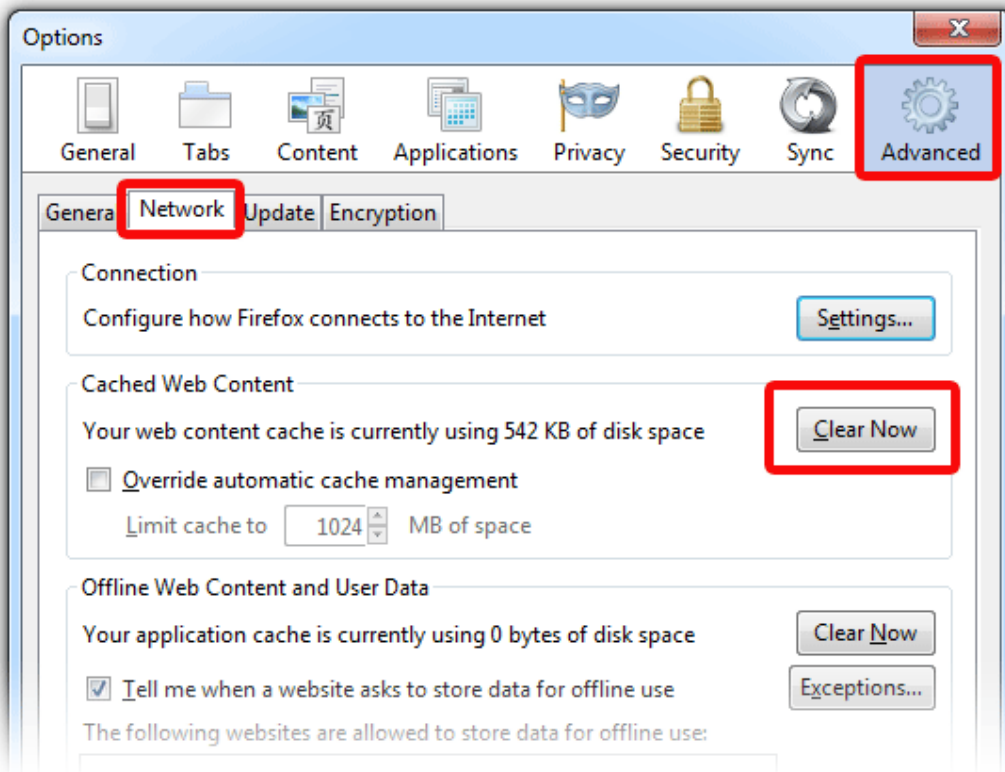 Options
页
General Tabs Content Applications Privacy Security Sync Advanced
Genera Network Update Encryption
Connection
Configure how Firefox connects to the Internet Settings...
Cached Web Content
Your web content cache is currently using 542 KB of disk space Clear Now
Override automatic cache management
Limit cache to 1024 MB of space
Offline Web Content and User Data
Your application cache is currently using 0 bytes of disk space Clear Now
Tell me when a website asks to store data for offline use Exceptions...
The following websites are allowed to store data for offline use: